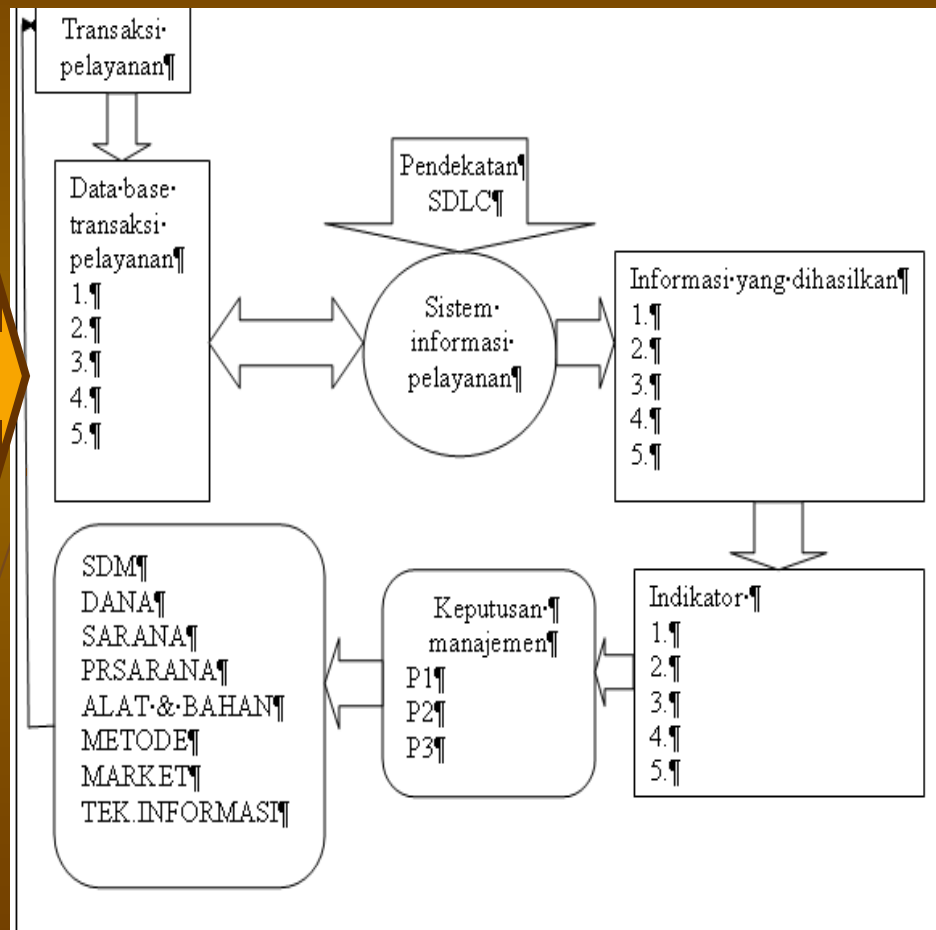 Transaksi·
pelayanan¶
Data·base·
transaksi·
pelayanan¶
1.¶
2.¶
3.¶
4.¶
5.¶
Pendekatan¶
SDLC¶
Sistem·
informasi·
pelayanan¶
Informasi·yang·dihasilkan¶
1.¶
2.¶
3.¶
4.¶
5.¶
Indikator·¶
1.¶
2.¶
3.¶
4.¶
5.¶
Keputusan·¶
manajemen¶
P1¶
P2¶
P3¶
SDM¶
DANA¶
SARANA¶
PRSARANA¶
ALAT·&·BAHAN¶
METODE¶
MARKET¶
TEK.INFORMASI¶